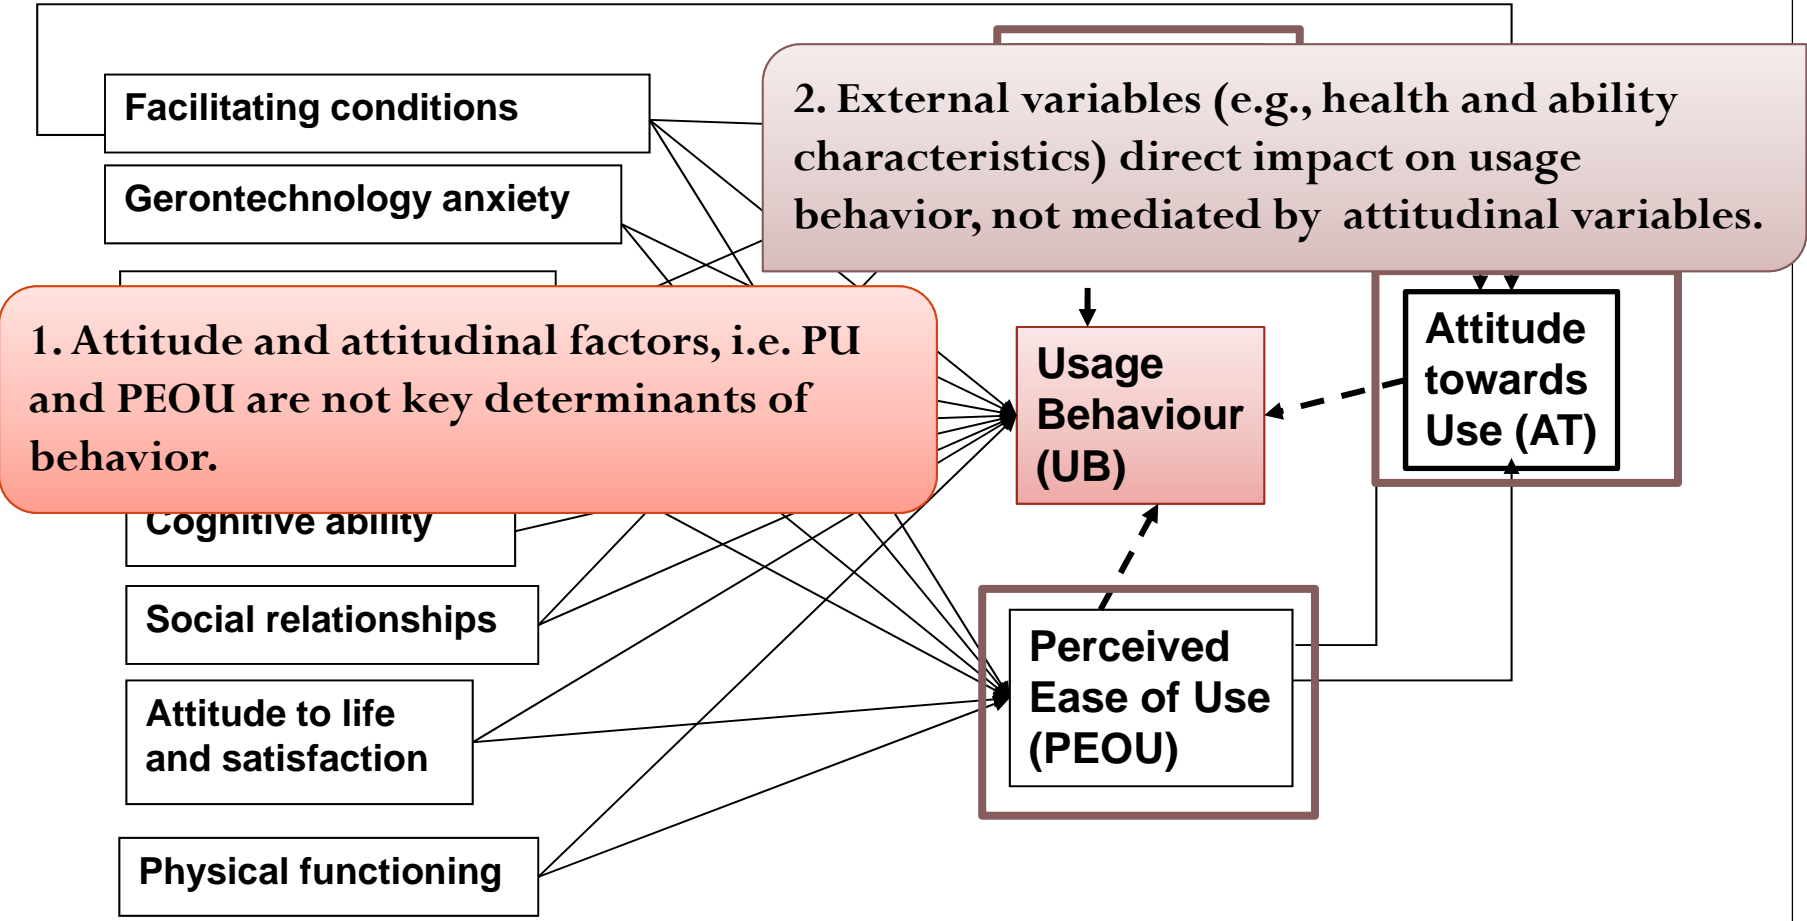 Facilitating conditions
2. External variables (e.g., health and ability
characteristics) direct impact on usage
behavior, not mediated by attitudinal variables.
Gerontechnology anxiety
1. Attitude and attitudinal factors, i.e. PU
and PEOU are not key determinants of
behavior.
Usage
Behaviour
(UB)
Attitude
towards
Use (AT)
Cognitive ability
Social relationships
Perceived
Ease of Use
(PEOU)
Attitude to life
and satisfaction
Physical functioning